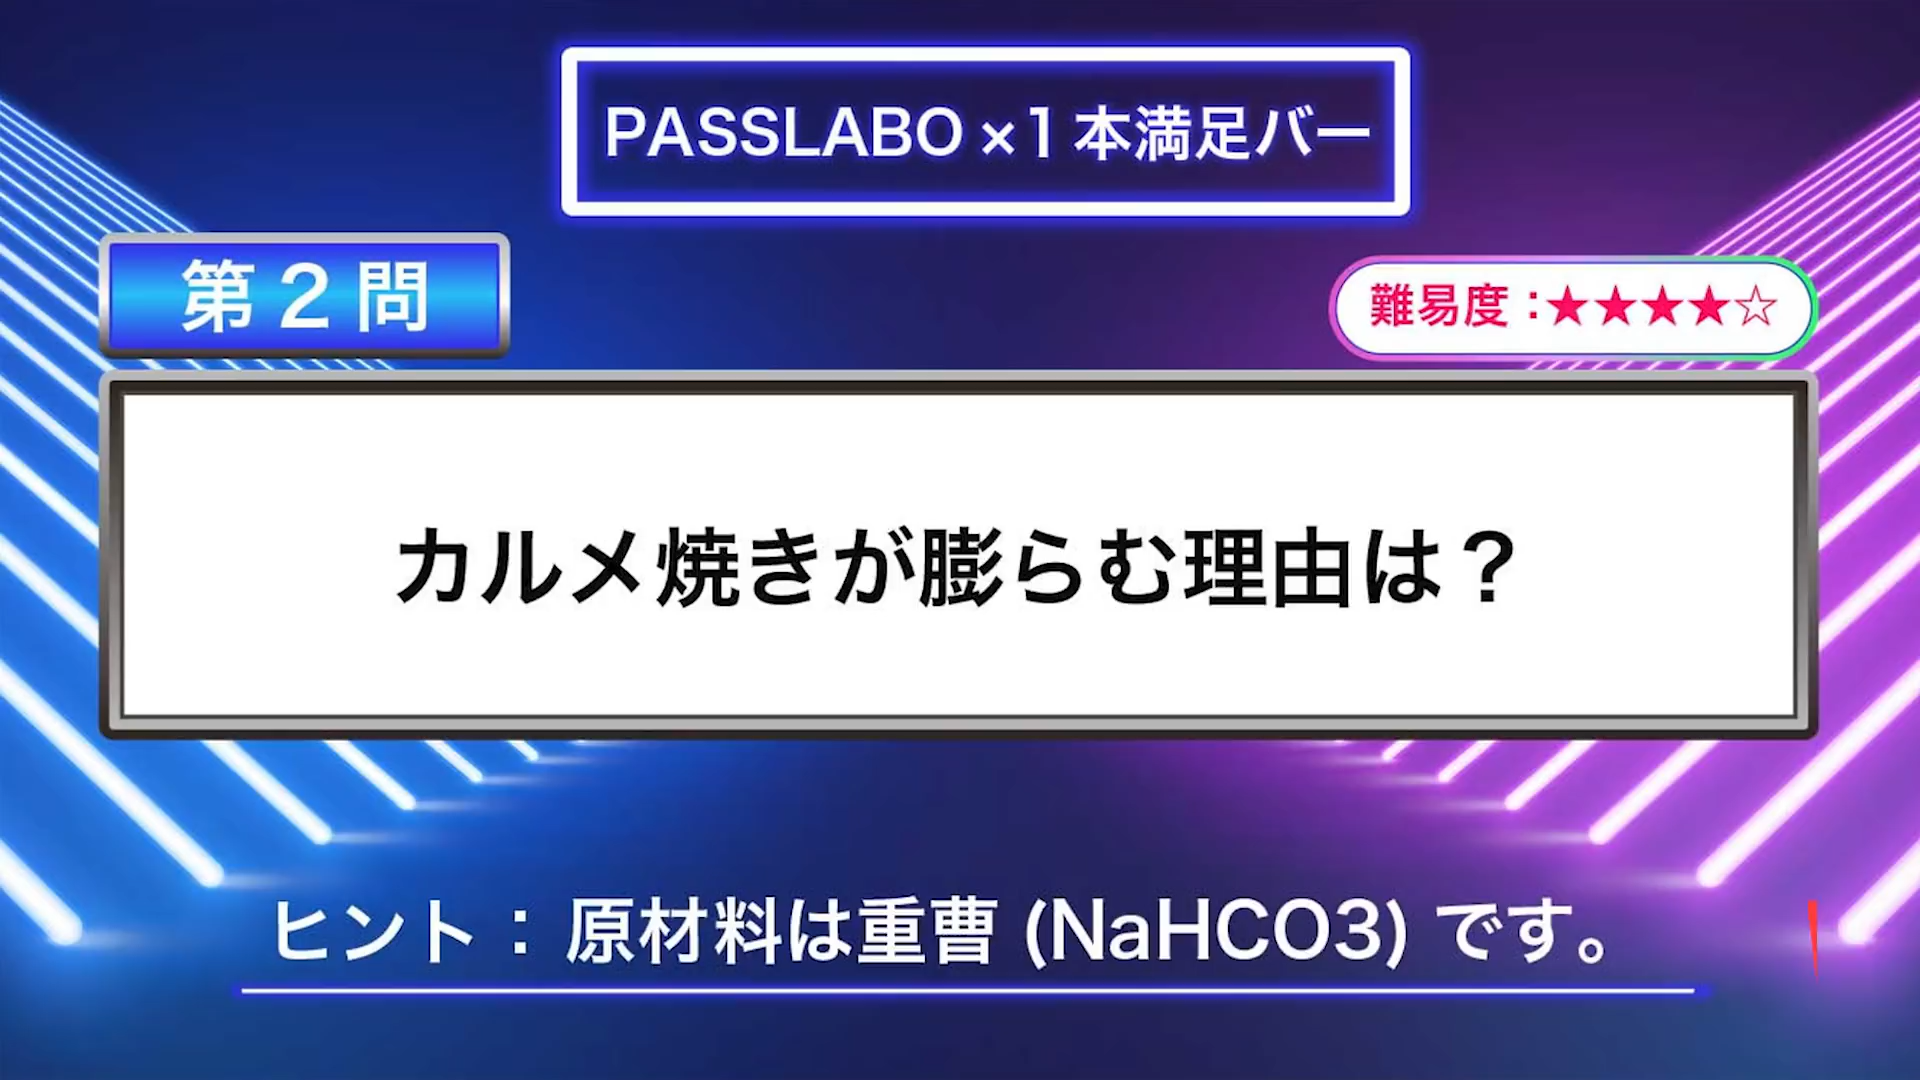 PASSLABO ×1本満足バー
第2問
難易度：★★★★☆
カルメ焼きが膨らむ理由は？
ヒント：原材料は重曹 (NaHCO3) です。